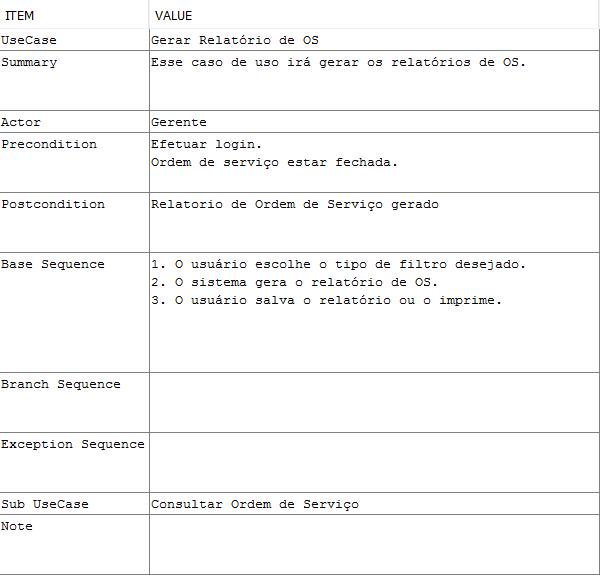 ITEM VALUE
UseCase Gerar Relatório de OS
Summary Esse caso de uso irá gerar os relatórios de OS.
Actor Gerente
Precondition Efetuar login.
Ordem de serviço estar fechada.
Postcondition Relatorio de Ordem de Serviço gerado
Base Sequence 1. O usuário escolhe o tipo de filtro desejado.
2. O sistema gera o relatório de OS.
3. O usuário salva o relatório ou o imprime.
Branch Sequence
Exception Sequence
Sub UseCase Consultar Ordem de Serviço
Note